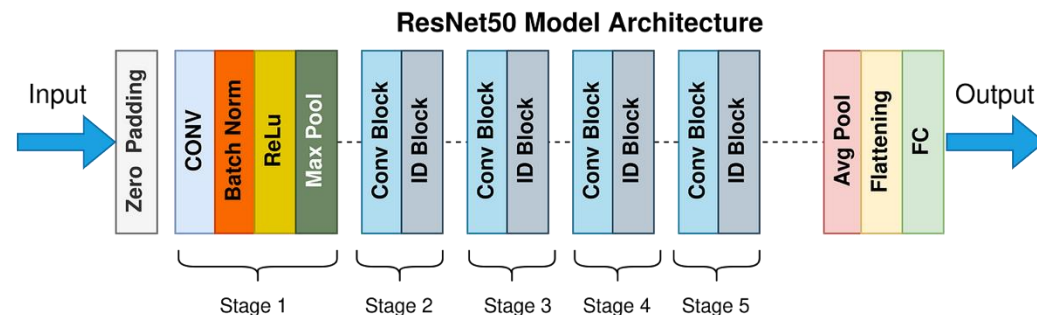 ResNet50 Model Architecture
Input
Zero Padding
CONV
Batch Norm
ReLu
Max Pool
Conv Block
ID Block
Conv Block
ID Block
Conv Block
ID Block
Conv Block
ID Block
Avg Pool
Flattening
FC
Output
Stage 1
Stage 2
Stage 3
Stage 4
Stage 5